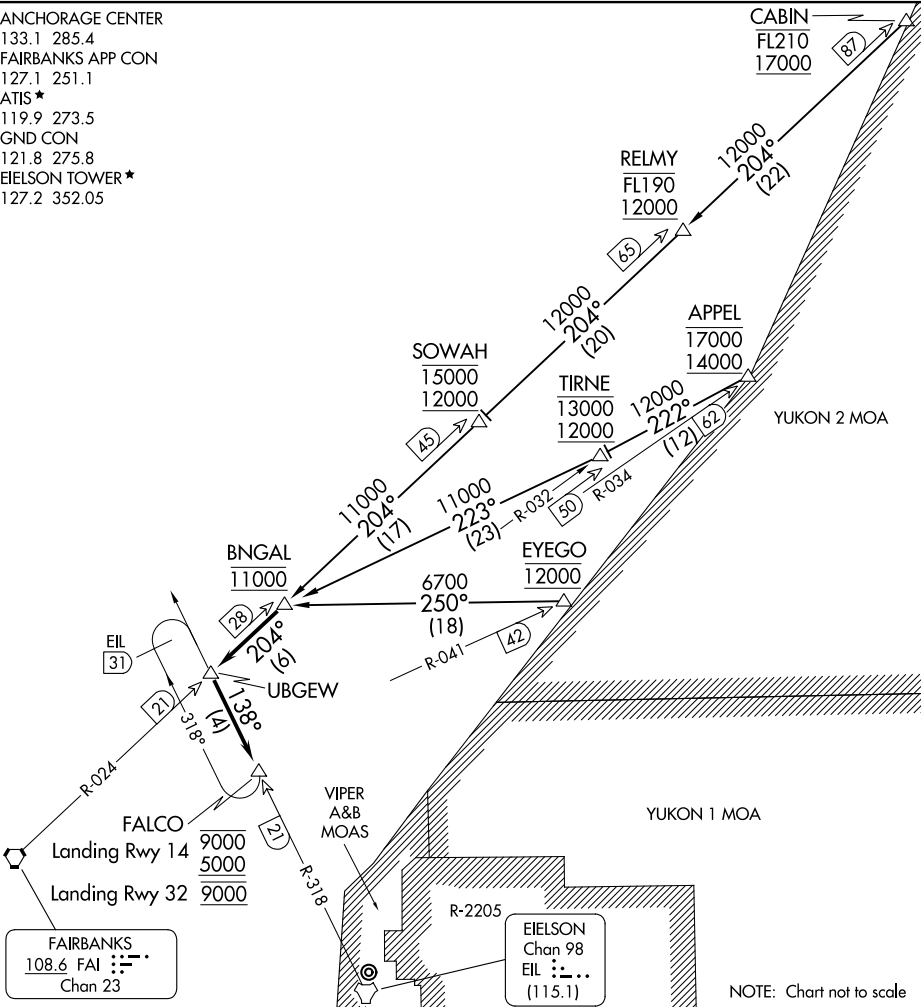 ANCHORAGE CENTER
133.1 285.4
FAIRBANKS APP CON
127.1 251.1
ATIS★
119.9 273.5
GND CON
121.8 275.8
EIELSON TOWER★
127.2 352.05
CABIN
FL210
17000
87
12000
204°
(22)
RELMY
FL190
12000
65
12000
204°
(20)
APPEL
17000
14000
SOWAH
15000
12000
45
TIRNE
13000
12000
12000
222°
(12)
62
YUKON 2 MOA
R-032
50
R-034
11000
204°
(17)
11000
223°
(23)
BNGAL
11000
EYEGO
12000
6700
250°
(18)
R-041
42
28
204°
(6)
EIL
31
UBGEW
21
318°
138°
(4)
R-024
FALCO
Landing Rwy 14 9000
5000
Landing Rwy 32 9000
21
R-318
VIPER
A&B
MOAS
YUKON 1 MOA
R-2205
FAIRBANKS
108.6 FAI
Chan 23
EIELSON
Chan 98
EIL
(115.1)
NOTE: Chart not to scale